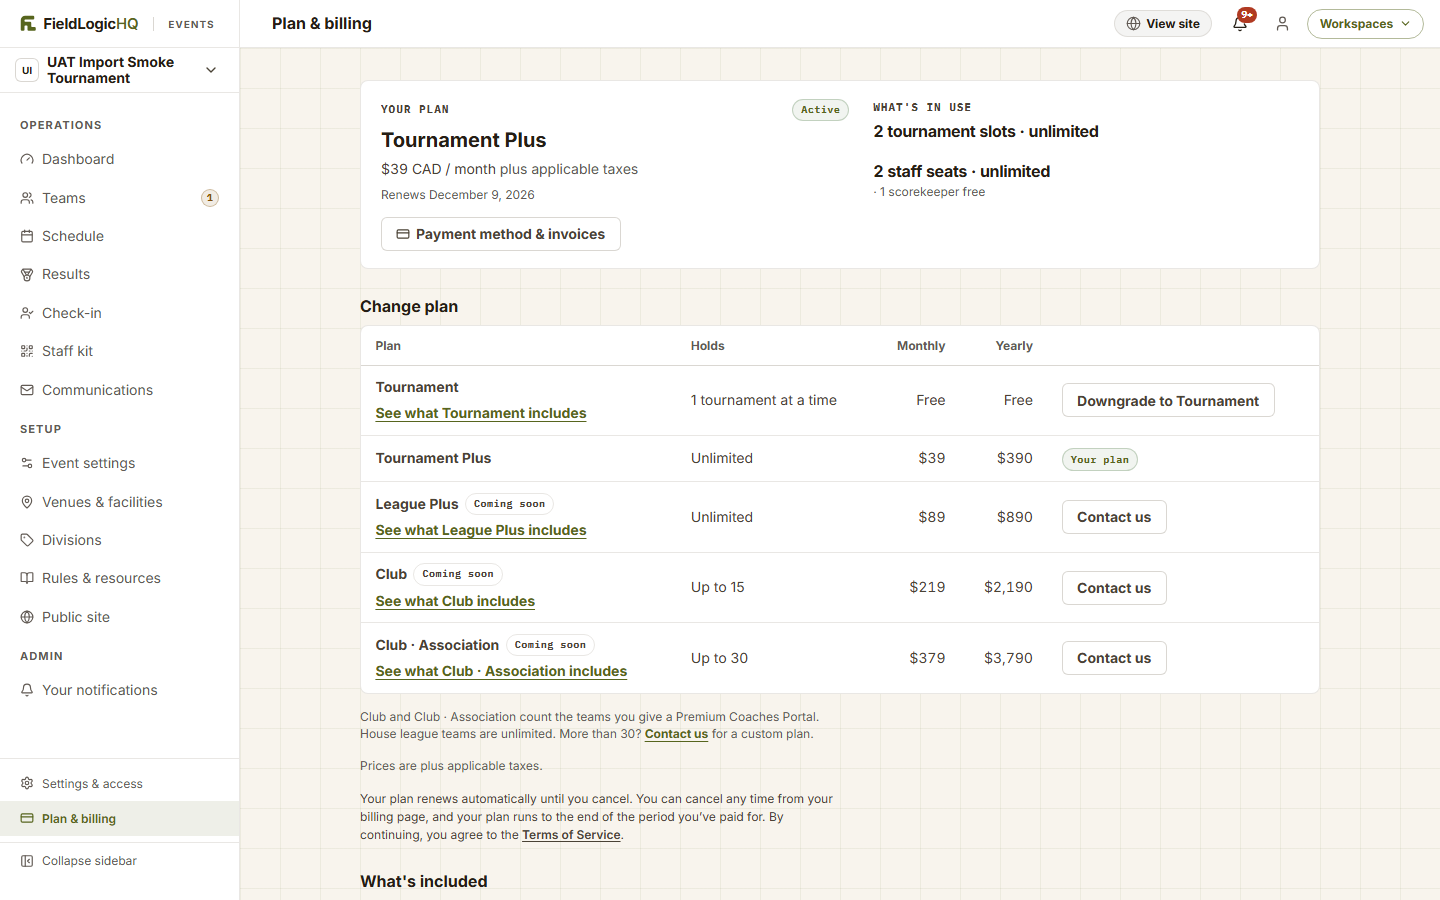 FieldLogicHQ EVENTS
Plan & billing
View site
9+
Workspaces
UI
UAT Import Smoke
Tournament
OPERATIONS
Dashboard
Teams
1
Schedule
Results
Check-in
Staff kit
Communications
SETUP
Event settings
Venues & facilities
Divisions
Rules & resources
Public site
ADMIN
Your notifications
Settings & access
Plan & billing
Collapse sidebar
YOUR PLAN
Active
Tournament Plus
$39 CAD / month plus applicable taxes
Renews December 9, 2026
Payment method & invoices
WHAT'S IN USE
2 tournament slots · unlimited
2 staff seats · unlimited
· 1 scorekeeper free
Change plan
Plan Holds Monthly Yearly
Tournament
See what Tournament includes
1 tournament at a time Free Free Downgrade to Tournament
Tournament Plus Unlimited $39 $390 Your plan
League Plus Coming soon
See what League Plus includes
Unlimited $89 $890 Contact us
Club Coming soon
See what Club includes
Up to 15 $219 $2,190 Contact us
Club · Association Coming soon
See what Club · Association includes
Up to 30 $379 $3,790 Contact us
Club and Club · Association count the teams you give a Premium Coaches Portal.
House league teams are unlimited. More than 30? Contact us for a custom plan.
Prices are plus applicable taxes.
Your plan renews automatically until you cancel. You can cancel any time from your
billing page, and your plan runs to the end of the period you've paid for. By
continuing, you agree to the Terms of Service.
What's included